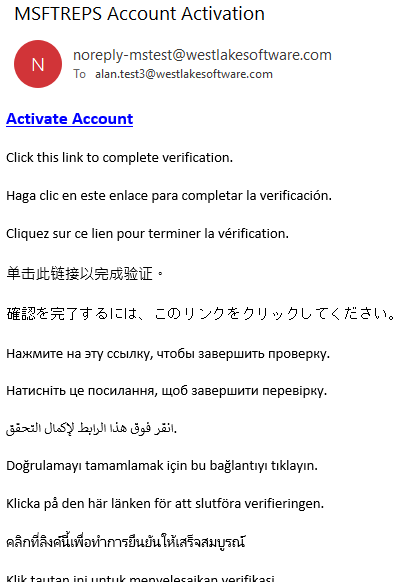 MSFTREPS Account Activation
N
noreply-mstest@westlakesoftware.com
To alan.test3@westlakesoftware.com
Activate Account
Click this link to complete verification.
Haga clic en este enlace para completar la verificación.
Cliquez sur ce lien pour terminer la vérification.
单击此链接以完成验证。
確認を完了するには、このリンクをクリックしてください。
Нажмите на эту ссылку, чтобы завершить проверку.
Натисніть це посилання, щоб завершити перевірку.
انقر فوق هذا الرابط لإكمال التحقق.
Doğrulamayı tamamlamak için bu bağlantıyı tıklayın.
Klicka på den här länken för att slutföra verifieringen.
คลิกที่ลิงค์นี้เพื่อทำการยืนยันให้เสร็จสมบูรณ์
Klik tautan ini untuk menyelesaikan verifikasi